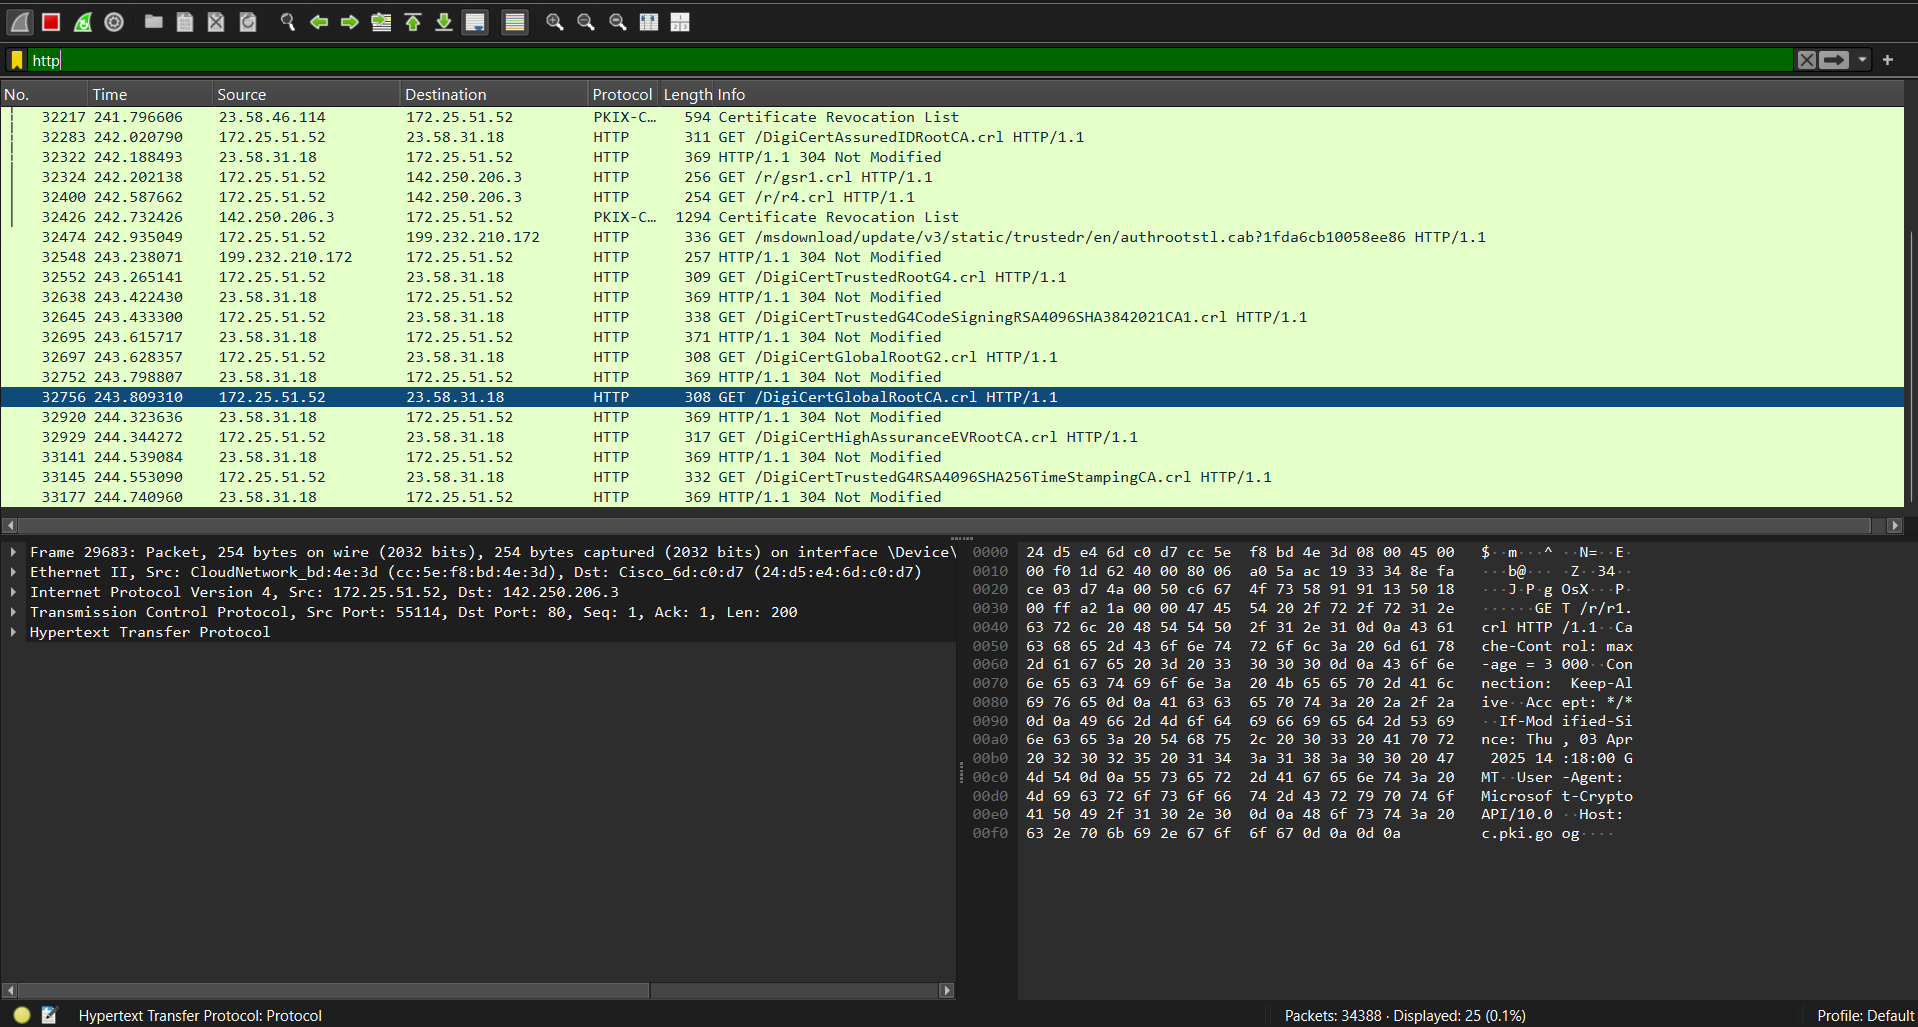 http
No. Time Source Destination Protocol Length Info
32217 241.796606 23.58.46.114 172.25.51.52 PKIX-C… 594 Certificate Revocation List
32283 242.020790 172.25.51.52 23.58.31.18 HTTP 311 GET /DigiCertAssuredIDRootCA.crl HTTP/1.1
32322 242.188493 23.58.31.18 172.25.51.52 HTTP 369 HTTP/1.1 304 Not Modified
32324 242.202138 172.25.51.52 142.250.206.3 HTTP 256 GET /r/gsr1.crl HTTP/1.1
32400 242.587662 172.25.51.52 142.250.206.3 HTTP 254 GET /r/r4.crl HTTP/1.1
32426 242.732426 142.250.206.3 172.25.51.52 PKIX-C… 1294 Certificate Revocation List
32474 242.935049 172.25.51.52 199.232.210.172 HTTP 336 GET /msdownload/update/v3/static/trustedr/en/authrootstl.cab?1fda6cb10058ee86 HTTP/1.1
32548 243.238071 199.232.210.172 172.25.51.52 HTTP 257 HTTP/1.1 304 Not Modified
32552 243.265141 172.25.51.52 23.58.31.18 HTTP 309 GET /DigiCertTrustedRootG4.crl HTTP/1.1
32638 243.422430 23.58.31.18 172.25.51.52 HTTP 369 HTTP/1.1 304 Not Modified
32645 243.433300 172.25.51.52 23.58.31.18 HTTP 338 GET /DigiCertTrustedG4CodeSigningRSA4096SHA3842021CA1.crl HTTP/1.1
32695 243.615717 23.58.31.18 172.25.51.52 HTTP 371 HTTP/1.1 304 Not Modified
32697 243.628357 172.25.51.52 23.58.31.18 HTTP 308 GET /DigiCertGlobalRootG2.crl HTTP/1.1
32752 243.798807 23.58.31.18 172.25.51.52 HTTP 369 HTTP/1.1 304 Not Modified
32756 243.809310 172.25.51.52 23.58.31.18 HTTP 308 GET /DigiCertGlobalRootCA.crl HTTP/1.1
32920 244.323636 23.58.31.18 172.25.51.52 HTTP 369 HTTP/1.1 304 Not Modified
32929 244.344272 172.25.51.52 23.58.31.18 HTTP 317 GET /DigiCertHighAssuranceEVRootCA.crl HTTP/1.1
33141 244.539084 23.58.31.18 172.25.51.52 HTTP 369 HTTP/1.1 304 Not Modified
33145 244.553090 172.25.51.52 23.58.31.18 HTTP 332 GET /DigiCertTrustedG4RSA4096SHA256TimeStampingCA.crl HTTP/1.1
33177 244.740960 23.58.31.18 172.25.51.52 HTTP 369 HTTP/1.1 304 Not Modified
Frame 29683: Packet, 254 bytes on wire (2032 bits), 254 bytes captured (2032 bits) on interface \Device\
Ethernet II, Src: CloudNetwork_bd:4e:3d (cc:5e:f8:bd:4e:3d), Dst: Cisco_6d:c0:d7 (24:d5:e4:6d:c0:d7)
Internet Protocol Version 4, Src: 172.25.51.52, Dst: 142.250.206.3
Transmission Control Protocol, Src Port: 55114, Dst Port: 80, Seq: 1, Ack: 1, Len: 200
Hypertext Transfer Protocol
0000 24 d5 e4 6d c0 d7 cc 5e f8 bd 4e 3d 08 00 45 00 $··m···^ ··N=··E·
0010 00 f0 1d 62 40 00 80 06 a0 5a ac 19 33 34 8e fa ···b@··· ·Z··34··
0020 ce 03 d7 4a 00 50 c6 67 4f 73 58 91 91 13 50 18 ···J·P·g OsX···P·
0030 00 ff a2 1a 00 00 47 45 54 20 2f 72 2f 72 31 2e ······GE T /r/r1.
0040 63 72 6c 20 48 54 54 50 2f 31 2e 31 0d 0a 43 61 crl HTTP /1.1··Ca
0050 63 68 65 2d 43 6f 6e 74 72 6f 6c 3a 20 6d 61 78 che-Cont rol: max
0060 2d 61 67 65 20 3d 20 33 30 30 30 0d 0a 43 6f 6e -age = 3 000··Con
0070 6e 65 63 74 69 6f 6e 3a 20 4b 65 65 70 2d 41 6c nection: Keep-Al
0080 69 76 65 0d 0a 41 63 63 65 70 74 3a 20 2a 2f 2a ive··Acc ept: */*
0090 0d 0a 49 66 2d 4d 6f 64 69 66 69 65 64 2d 53 69 ··If-Mod ified-Si
00a0 6e 63 65 3a 20 54 68 75 2c 20 30 33 20 41 70 72 nce: Thu , 03 Apr
00b0 20 32 30 32 35 20 31 34 3a 31 38 3a 30 30 20 47 2025 14 :18:00 G
00c0 4d 54 0d 0a 55 73 65 72 2d 41 67 65 6e 74 3a 20 MT··User -Agent:
00d0 4d 69 63 72 6f 73 6f 66 74 2d 43 72 79 70 74 6f Microsof t-Crypto
00e0 41 50 49 2f 31 30 2e 30 0d 0a 48 6f 73 74 3a 20 API/10.0 ··Host:
00f0 63 2e 70 6b 69 2e 67 6f 6f 67 0d 0a 0d 0a c.pki.go og····
Hypertext Transfer Protocol: Protocol Packets: 34388 · Displayed: 25 (0.1%) Profile: Default